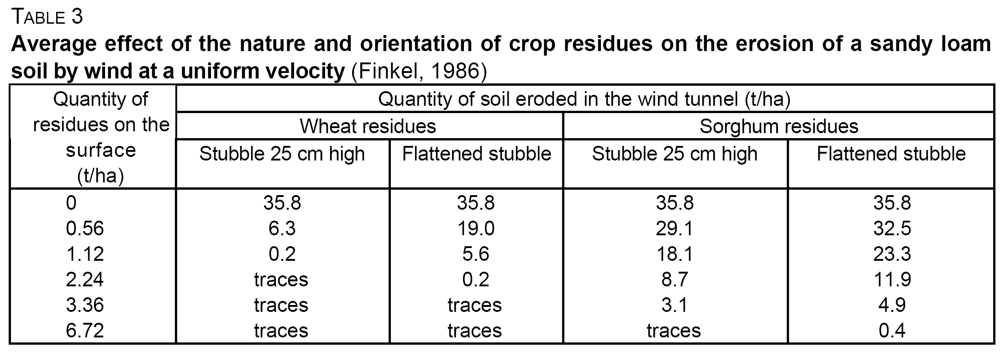 TABLE 3
Average effect of the nature and orientation of crop residues on the erosion of a sandy loam
soil by wind at a uniform velocity (Finkel, 1986)
Quantity of residues on the surface (t/ha) Quantity of soil eroded in the wind tunnel (t/ha)
Wheat residues Sorghum residues
Stubble 25 cm high Flattened stubble Stubble 25 cm high Flattened stubble
0 35.8 35.8 35.8 35.8
0.56 6.3 19.0 29.1 32.5
1.12 0.2 5.6 18.1 23.3
2.24 traces 0.2 8.7 11.9
3.36 traces traces 3.1 4.9
6.72 traces traces traces 0.4